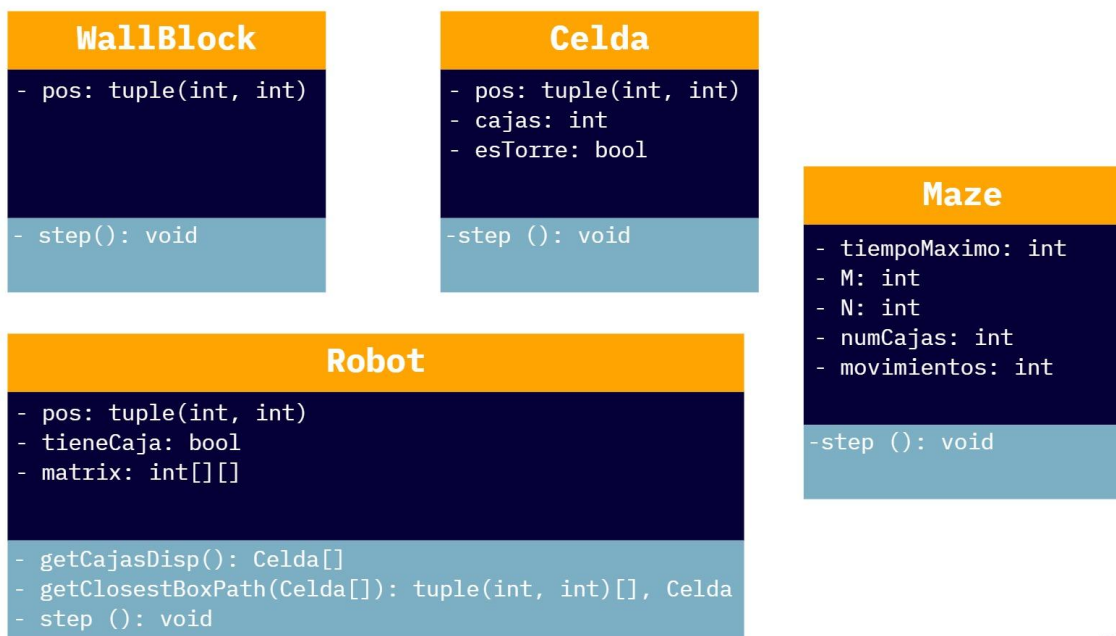 WallBlock
- pos: tuple(int, int)
- step(): void
Celda
- pos: tuple(int, int)
- cajas: int
- esTorre: bool
-step (): void
Maze
- tiempoMaximo: int
- M: int
- N: int
- numCajas: int
- movimientos: int
-step (): void
Robot
- pos: tuple(int, int)
- tieneCaja: bool
- matrix: int[][]
- getCajasDisp(): Celda[]
- getClosestBoxPath(Celda[]): tuple(int, int)[], Celda
- step (): void